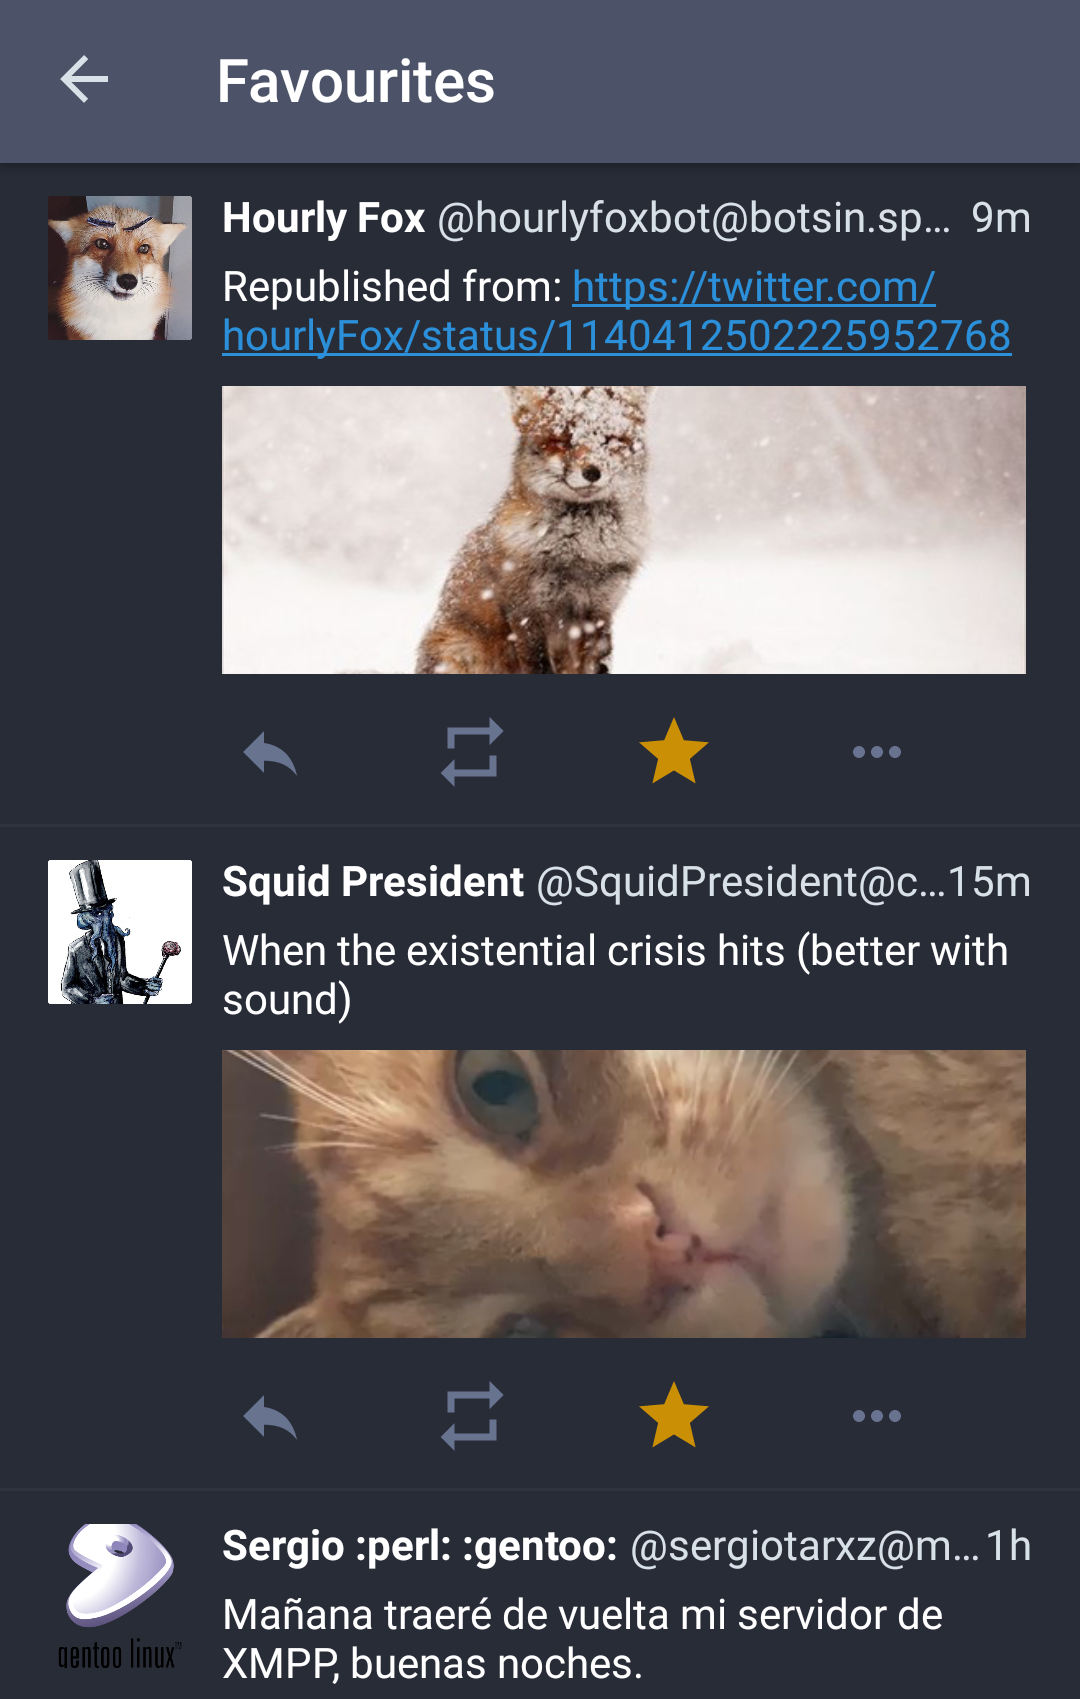 Favourites
Hourly Fox @hourlyfoxbot@botsin.sp... 9m
Republished from: https://twitter.com/
hourlyFox/status/1140412502225952768
Squid President @SquidPresident@c... 15m
When the existential crisis hits (better with
sound)
Sergio :perl: :gentoo: @sergiotarxz@m... 1h
gentoo linux™
Mañana traeré de vuelta mi servidor de
XMPP, buenas noches.